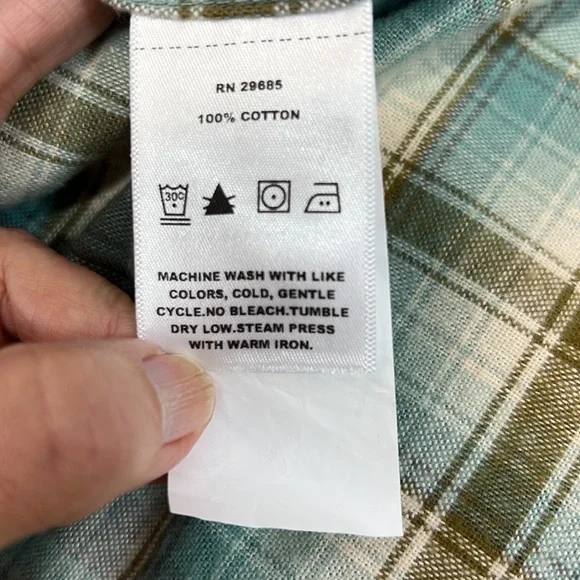 RN 29685
100% COTTON
30C
MACHINE WASH WITH LIKE
COLORS, COLD, GENTLE
CYCLE.NO BLEACH.TUMBLE
DRY LOW.STEAM PRESS
WITH WARM IRON.